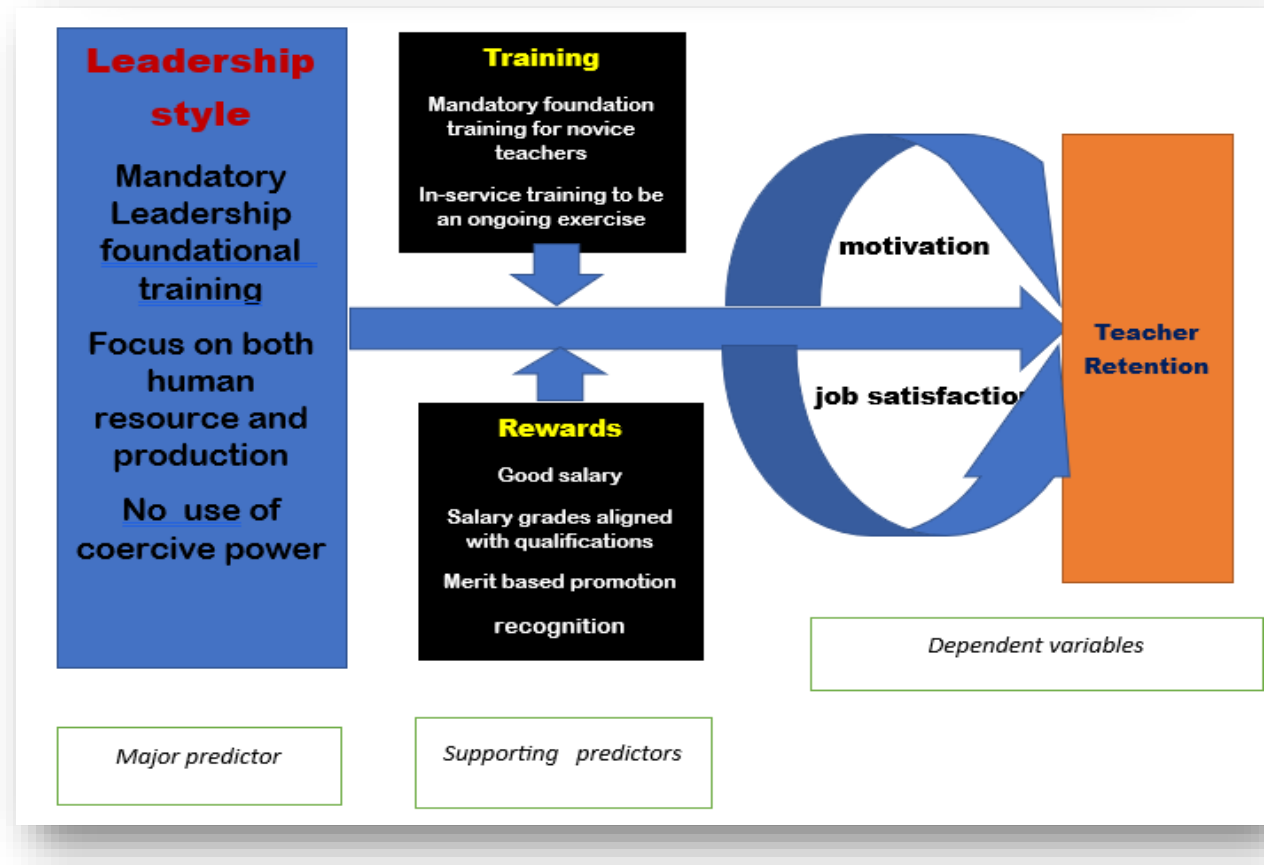 Leadership
style
Mandatory
Leadership
foundational
training
Focus on both
human
resource and
production
No use of
coercive power
Training
Mandatory foundation
training for novice
teachers
In-service training to be
an ongoing exercise
Rewards
Good salary
Salary grades aligned
with qualifications
Merit based promotion
recognition
motivation
job satisfaction
Teacher
Retention
Major predictor
Supporting predictors
Dependent variables